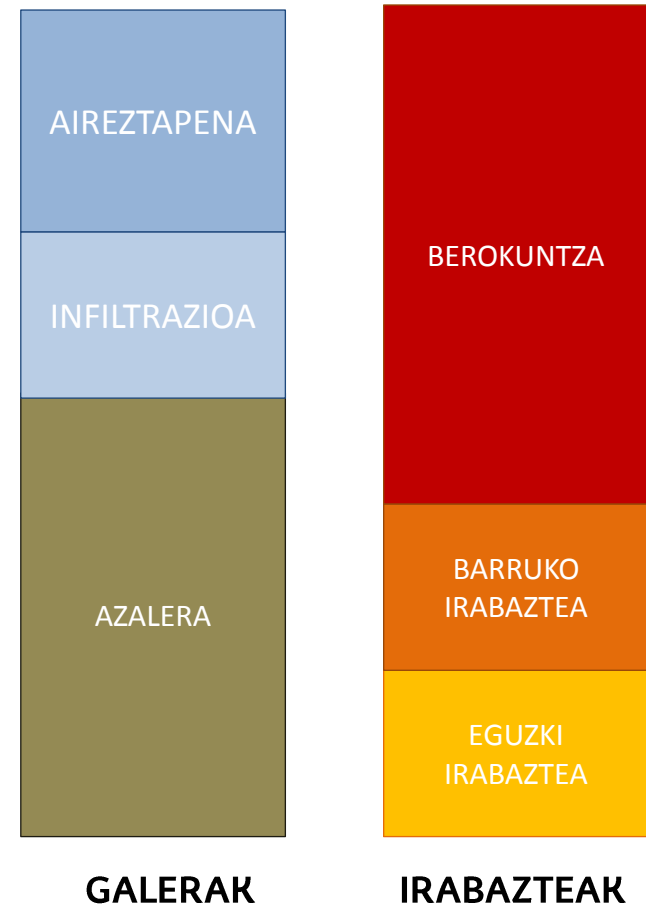 AIREZTAPENA
INFILTRAZIOA
AZALERA
GALERAK
BEROKUNTZA
BARRUKO
IRABAZTEA
EGUZKI
IRABAZTEA
IRABAZTEAK